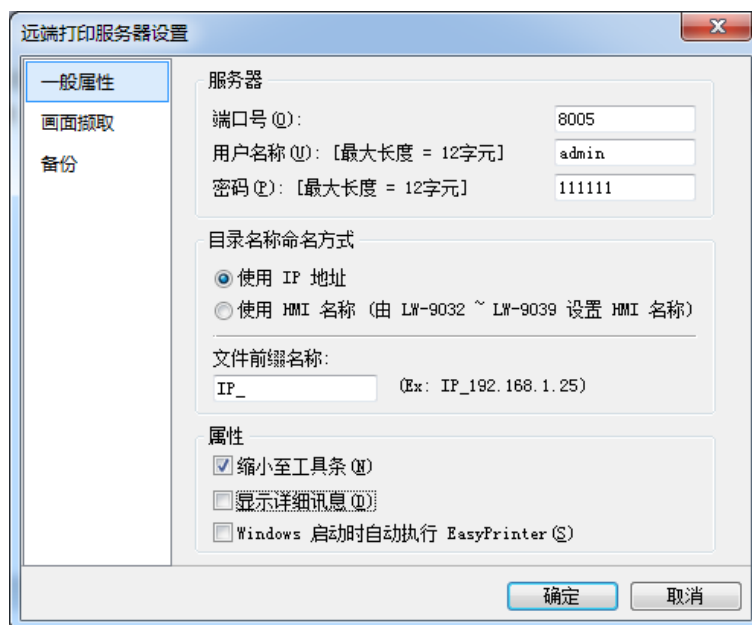 远端打印服务器设置
一般属性
画面撷取
备份
服务器
端口号(O):
8005
用户名称(U): [最大长度 = 12字元]
admin
密码(P): [最大长度 = 12字元]
111111
目录名称命名方式
使用 IP 地址
使用 HMI 名称 (由 LW-9032 ~ LW-9039 设置 HMI 名称)
文件前缀名称:
IP_
(Ex: IP_192.168.1.25)
属性
缩小至工具条(N)
显示详细讯息(D)
Windows 启动时自动执行 EasyPrinter(S)
确定
取消